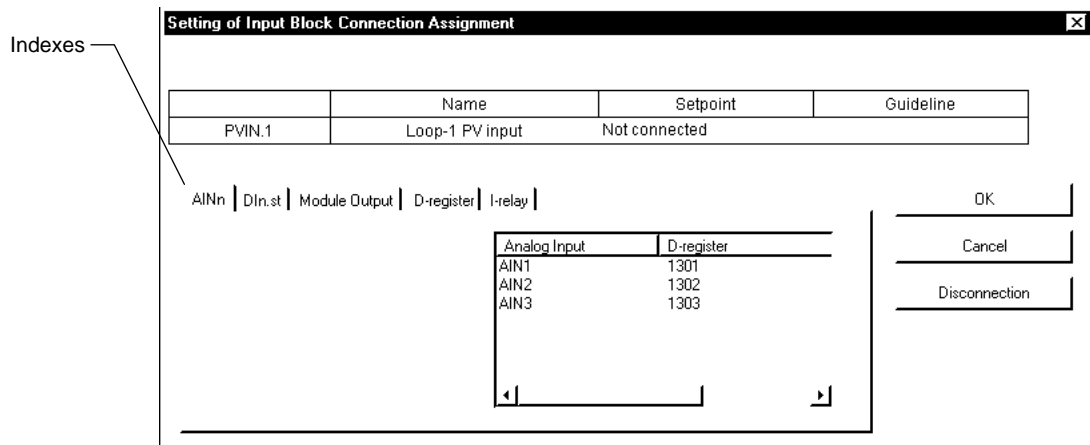 Setting of Input Block Connection Assignment
Indexes
Name Setpoint Guideline
PVIN.1 Loop-1 PV input Not connected
AINn DIn.st Module Output D-register I-relay
OK
Analog Input D-register
Cancel
AIN1 1301
AIN2 1302
Disconnection
AIN3 1303